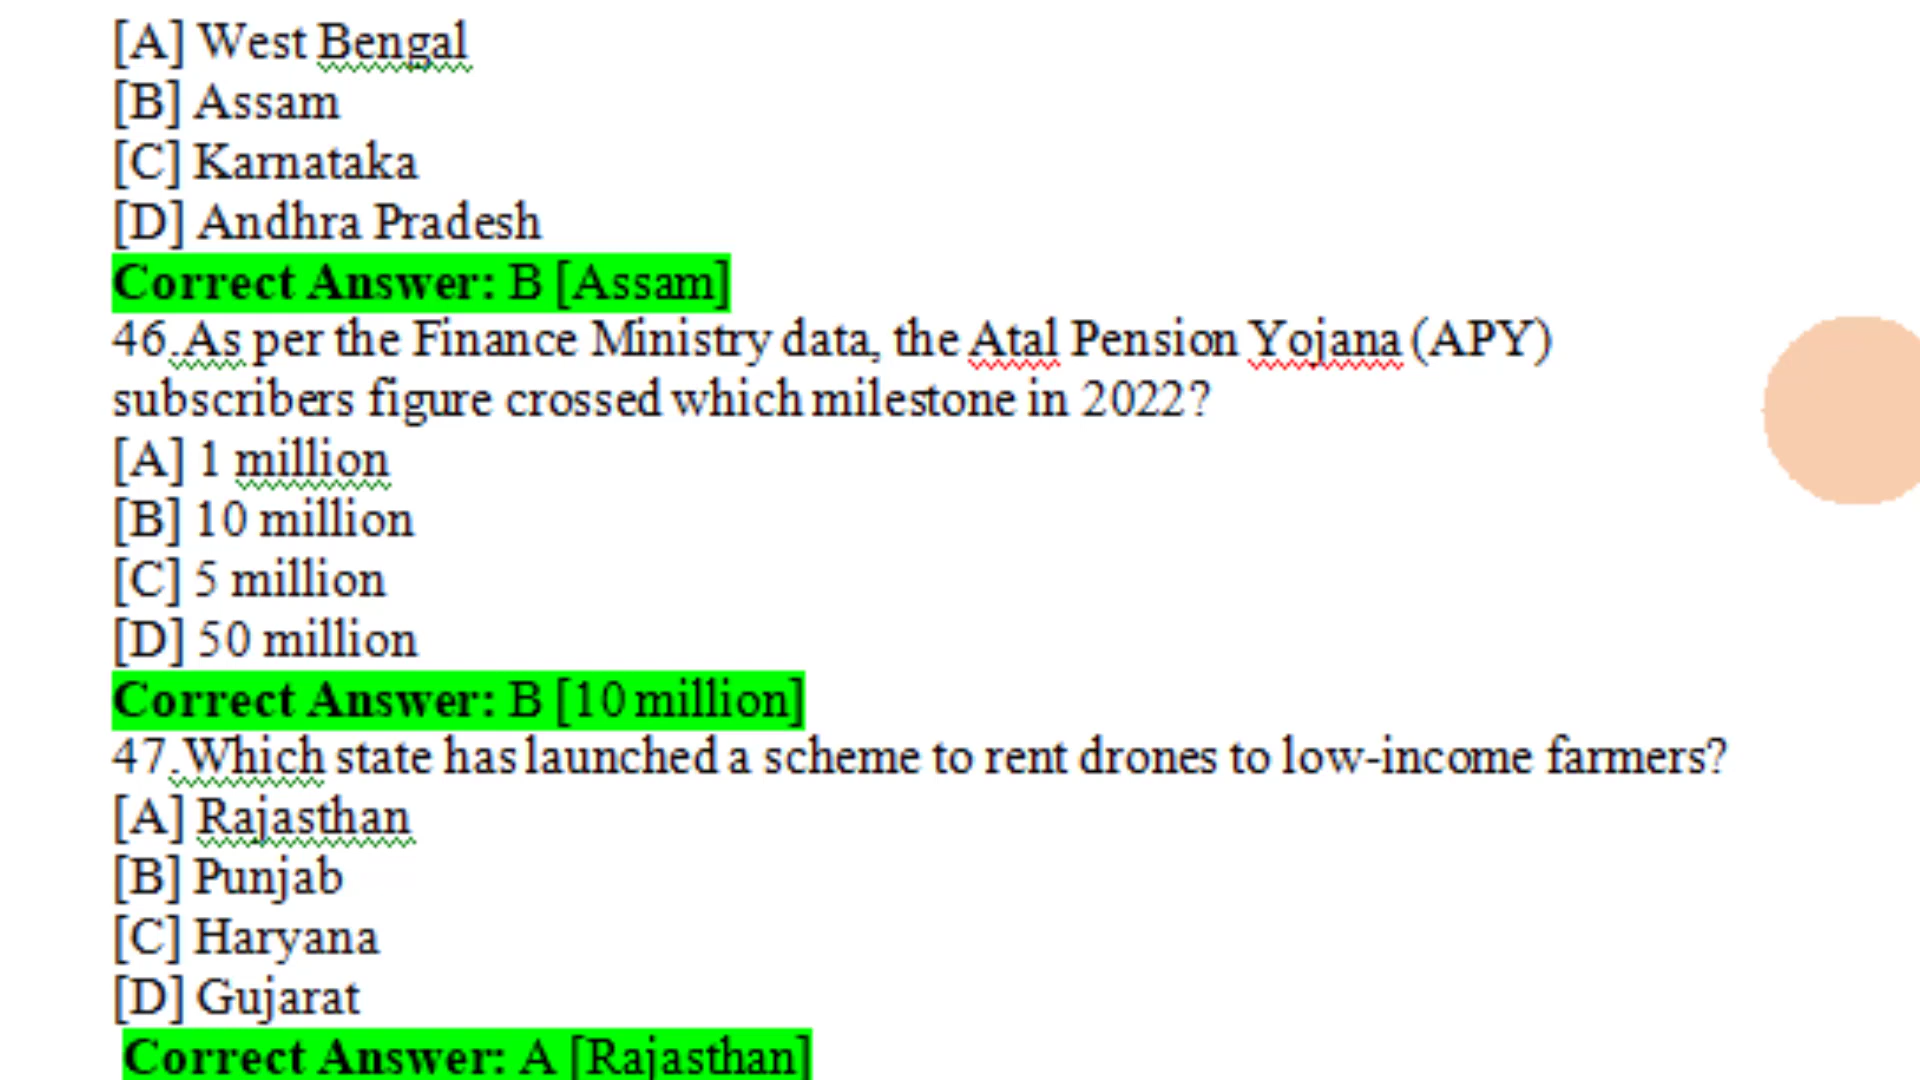 [A] West Bengal
[B] Assam
[C] Karnataka
[D] Andhra Pradesh
Correct Answer: B [Assam]
46.As per the Finance Ministry data, the Atal Pension Yojana (APY)
subscribers figure crossed which milestone in 2022?
[A] 1 million
[B] 10 million
[C] 5 million
[D] 50 million
Correct Answer: B [10 million]
47.Which state has launched a scheme to rent drones to low-income farmers?
[A] Rajasthan
[B] Punjab
[C] Haryana
[D] Gujarat
Correct Answer: A [Rajasthan]